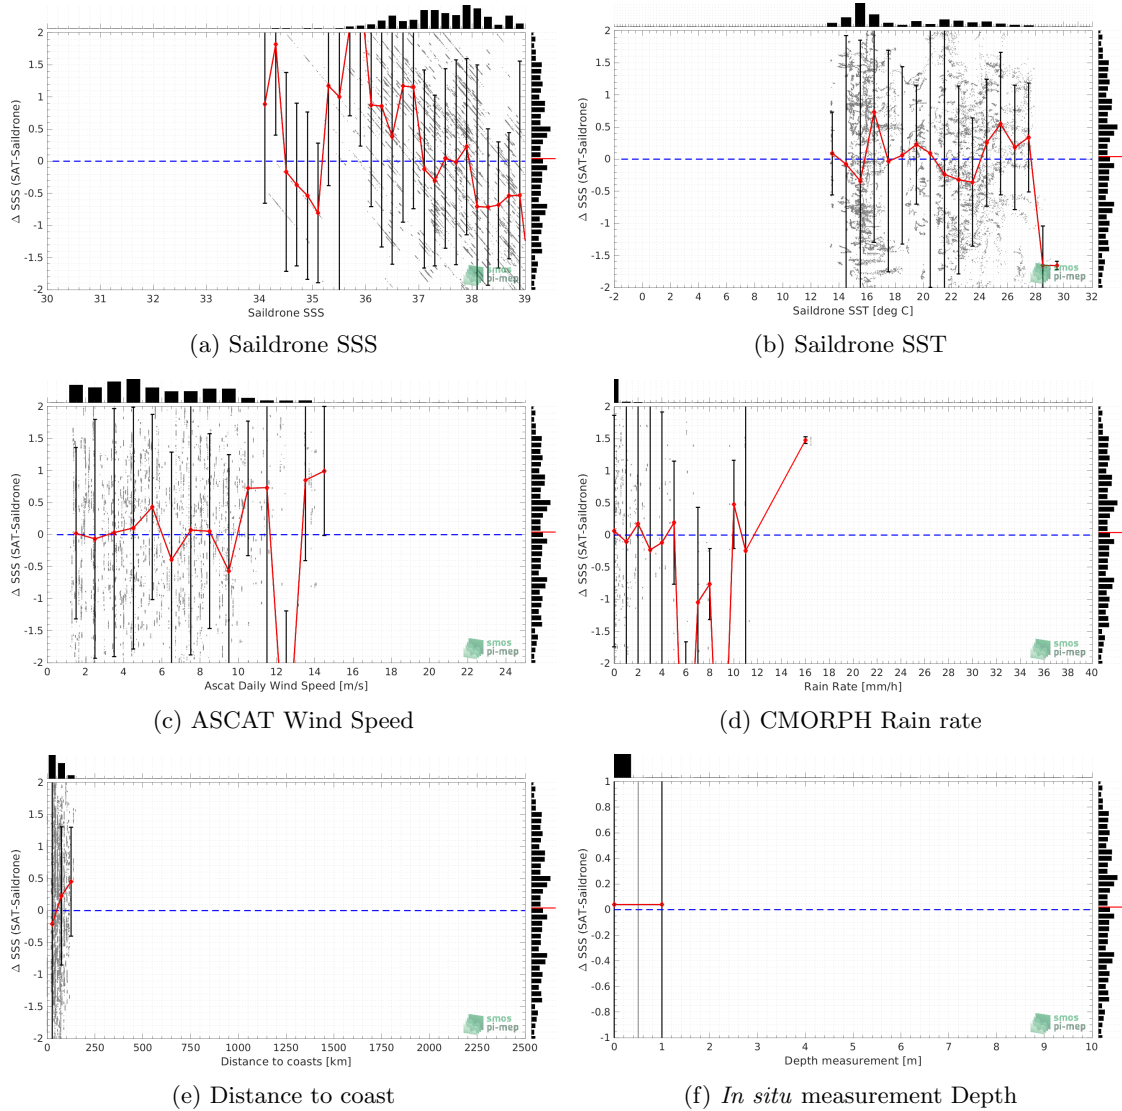 2
1.5
1
0.5
0
-0.5
-1
-1.5
-2
Δ SSS (SAT-Saildrone)
30 31 32 33 34 35 36 37 38 39
Saildrone SSS
smos
pi-mep
(a) Saildrone SSS
2
1.5
1
0.5
0
-0.5
-1
-1.5
-2
Δ SSS (SAT-Saildrone)
-2 0 2 4 6 8 10 12 14 16 18 20 22 24 26 28 30 32
Saildrone SST [deg C]
smos
pi-mep
(b) Saildrone SST
2
1.5
1
0.5
0
-0.5
-1
-1.5
-2
Δ SSS (SAT-Saildrone)
0 2 4 6 8 10 12 14 16 18 20 22 24
Ascat Daily Wind Speed [m/s]
smos
pi-mep
(c) ASCAT Wind Speed
2
1.5
1
0.5
0
-0.5
-1
-1.5
-2
Δ SSS (SAT-Saildrone)
0 2 4 6 8 10 12 14 16 18 20 22 24 26 28 30 32 34 36 38 40
Rain Rate [mm/h]
smos
pi-mep
(d) CMORPH Rain rate
2
1.5
1
0.5
0
-0.5
-1
-1.5
-2
Δ SSS (SAT-Saildrone)
0 250 500 750 1000 1250 1500 1750 2000 2250 2500
Distance to coasts [km]
smos
pi-mep
(e) Distance to coast
1
0.8
0.6
0.4
0.2
0
-0.2
-0.4
-0.6
-0.8
-1
Δ SSS (SAT-Saildrone)
0 1 2 3 4 5 6 7 8 9 10
Depth measurement [m]
smos
pi-mep
(f) In situ measurement Depth